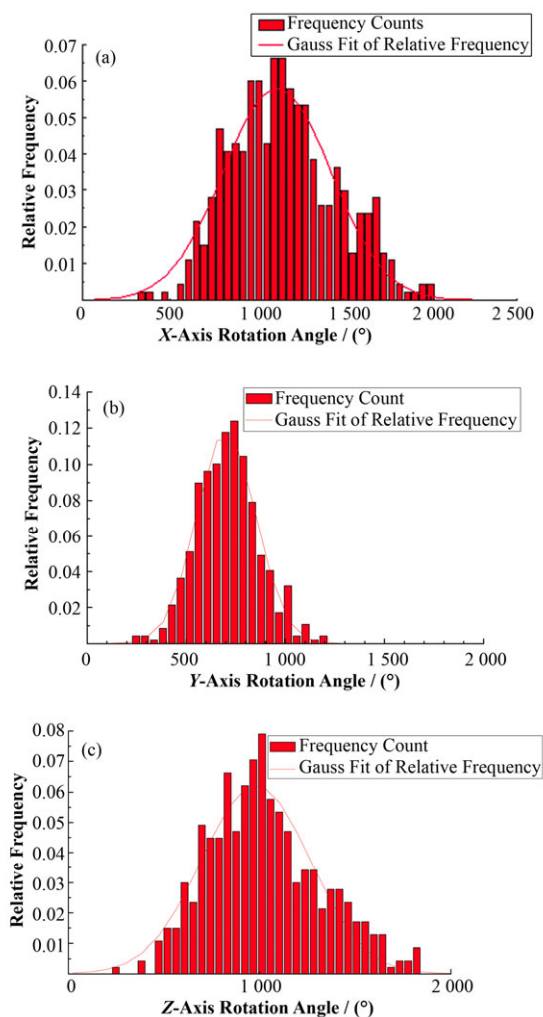 Frequency Counts
Gauss Fit of Relative Frequency
(a)
0.07
0.06
0.05
0.04
0.03
0.02
0.01
Relative Frequency
0 500 1 000 1 500 2 000 2 500
X-Axis Rotation Angle / (°)
(b)
Frequency Count
Gauss Fit of Relative Frequency
0.14
0.12
0.10
0.08
0.06
0.04
0.02
Relative Frequency
0 500 1 000 1 500 2 000
Y-Axis Rotation Angle / (°)
(c)
Frequency Count
Gauss Fit of Relative Frequency
0.08
0.07
0.06
0.05
0.04
0.03
0.02
0.01
Relative Frequency
0 1 000 2 000
Z-Axis Rotation Angle / (°)